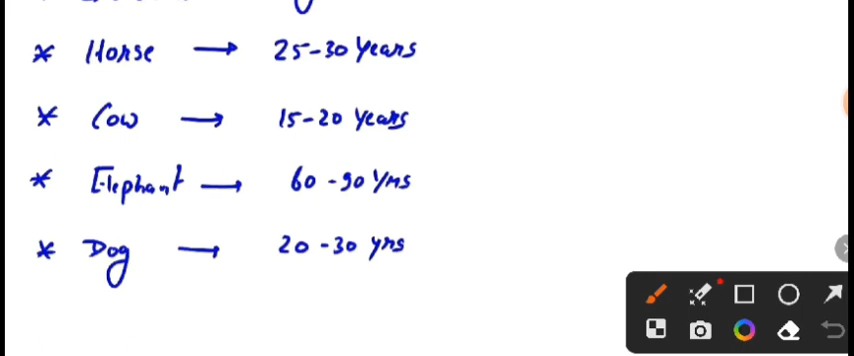 * Horse → 25-30 Years
* Cow → 15-20 Years
* Elephant → 60-90 Yrs
* Dog → 20-30 yrs